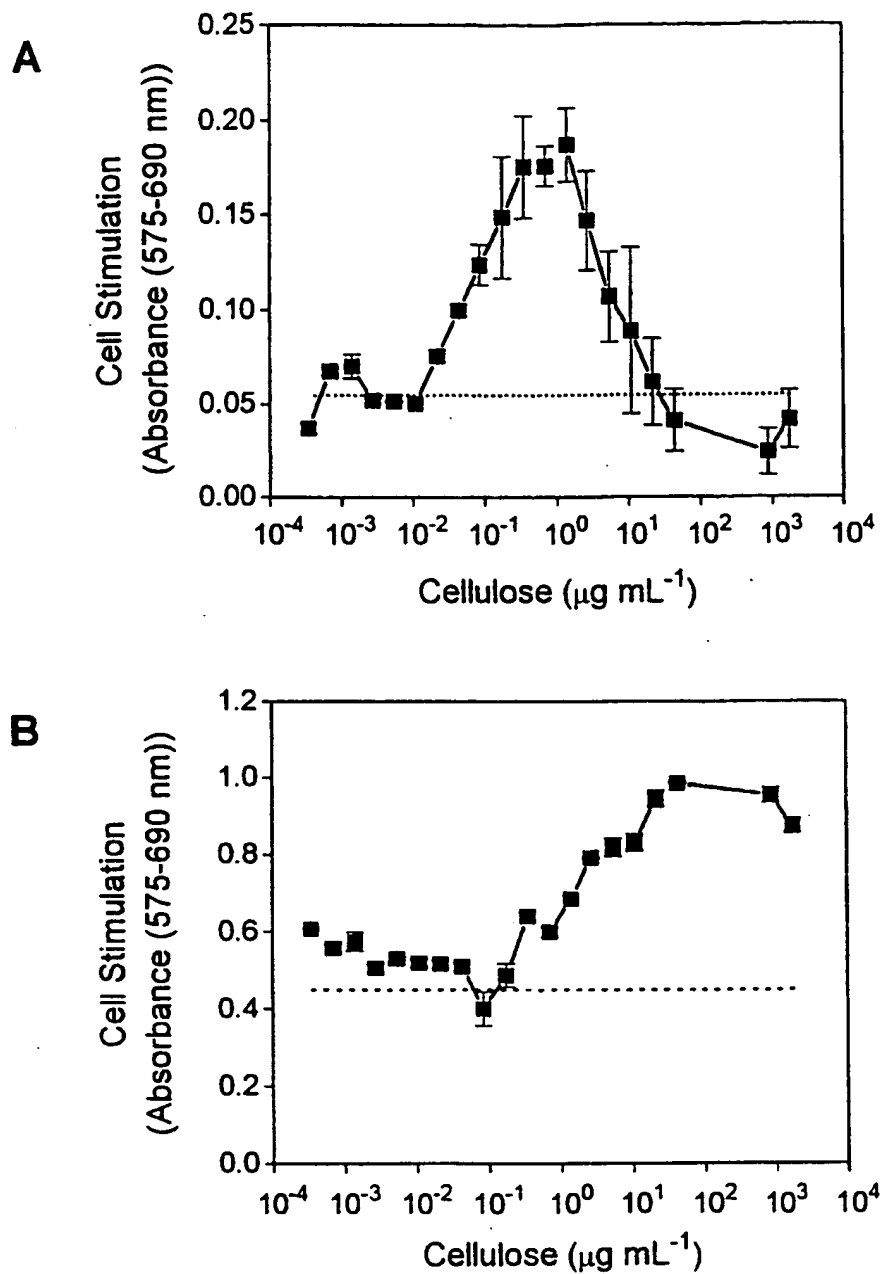 A
Cell Stimulation
(Absorbance (575-690 nm))
0.25
0.20
0.15
0.10
0.05
0.00
10⁻⁴ 10⁻³ 10⁻² 10⁻¹ 10⁰ 10¹ 10² 10³ 10⁴
Cellulose (μg mL⁻¹)
B
Cell Stimulation
(Absorbance (575-690 nm))
1.2
1.0
0.8
0.6
0.4
0.2
0.0
10⁻⁴ 10⁻³ 10⁻² 10⁻¹ 10⁰ 10¹ 10² 10³ 10⁴
Cellulose (μg mL⁻¹)